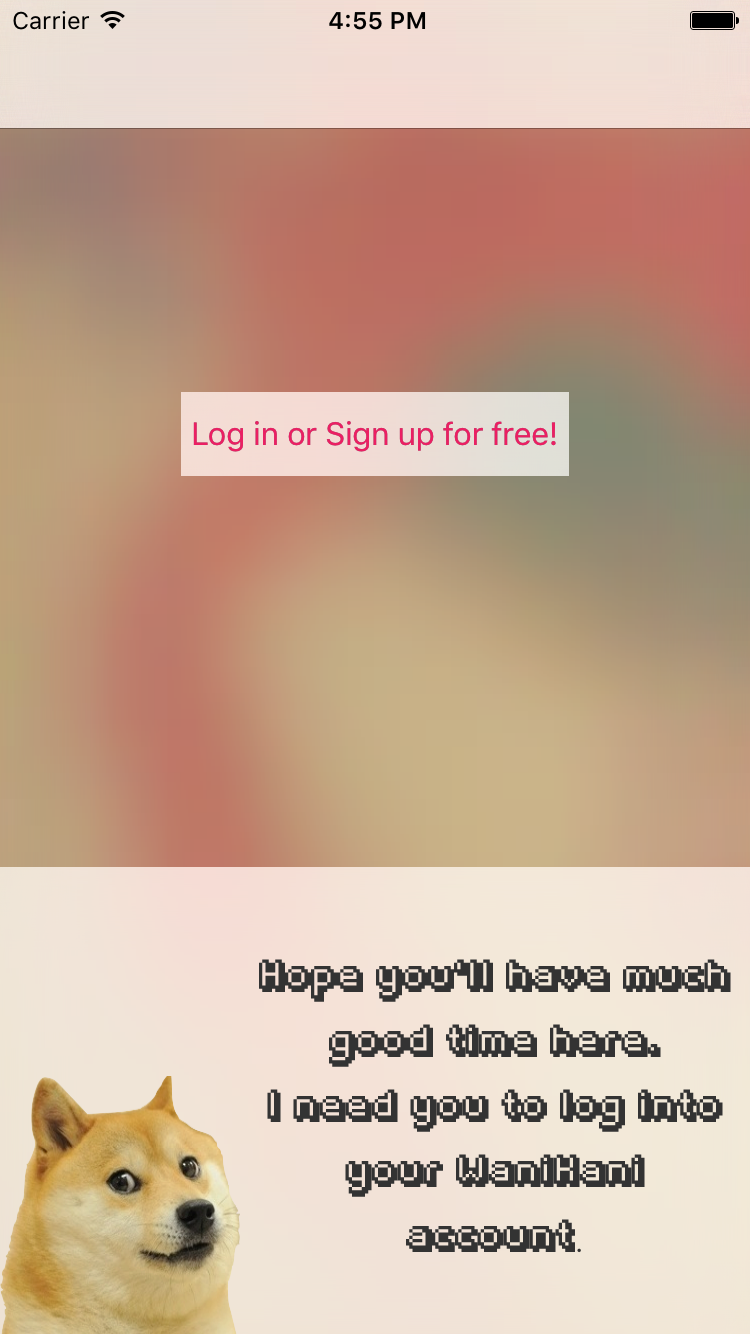 Carrier 4:55 PM
Log in or Sign up for free!
Hope you'll have much
good time here.
I need you to log into
your WaniKani
account.